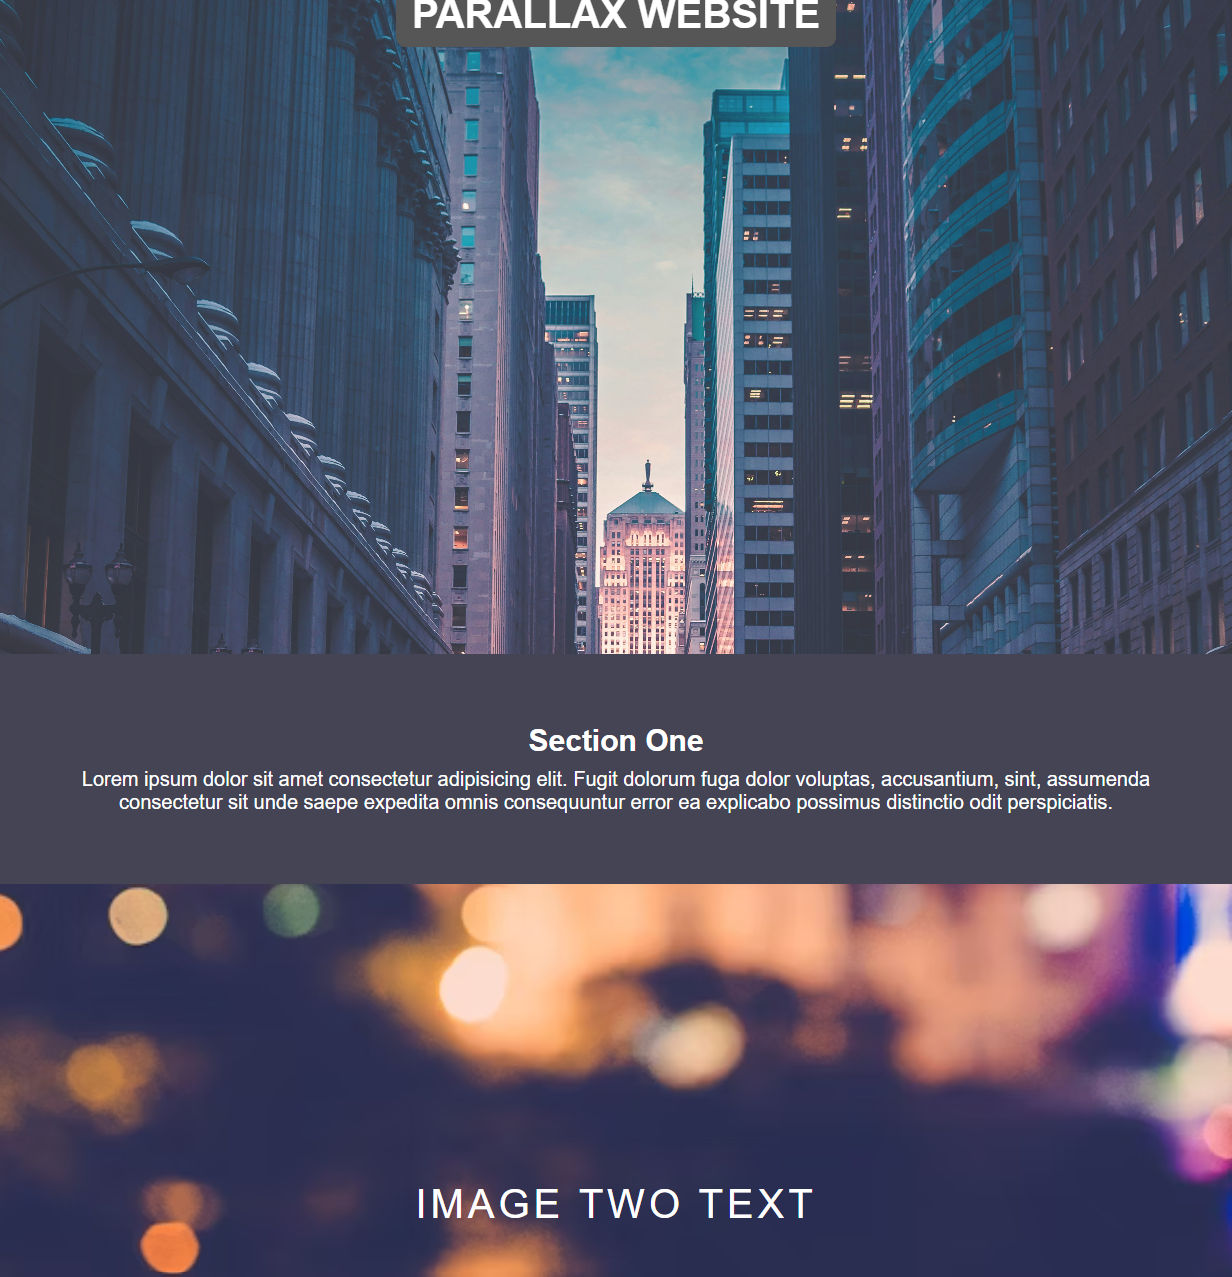 PARALLAX WEBSITE
Section One
Lorem ipsum dolor sit amet consectetur adipisicing elit. Fugit dolorum fuga dolor voluptas, accusantium, sint, assumenda
consectetur sit unde saepe expedita omnis consequuntur error ea explicabo possimus distinctio odit perspiciatis.
IMAGE TWO TEXT